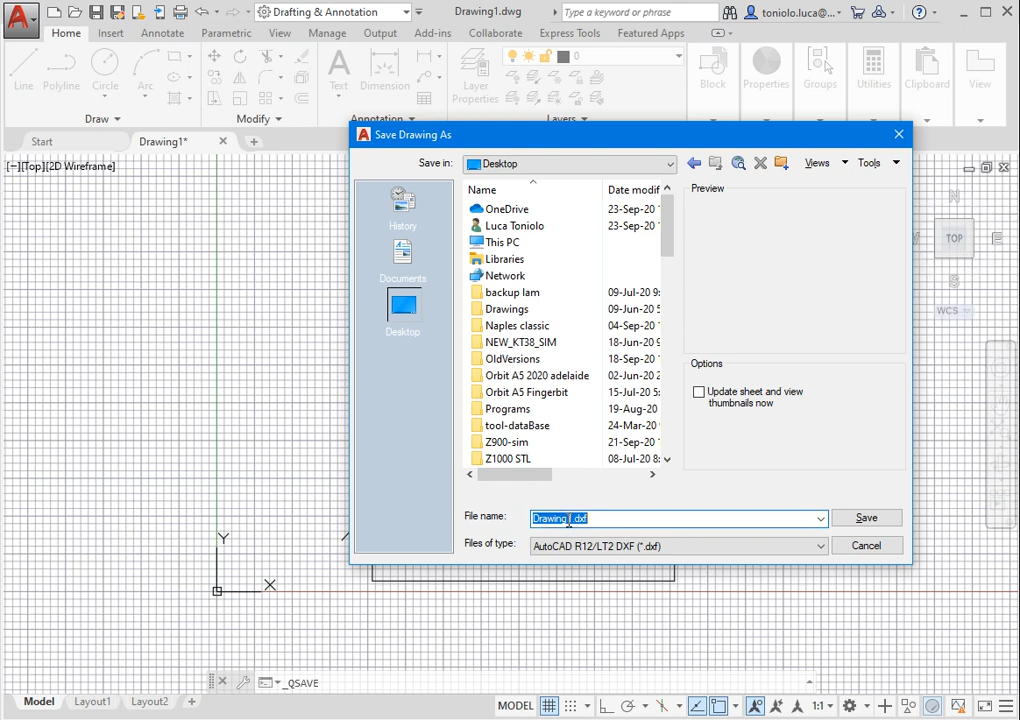 Drafting & Annotation
Drawing1.dwg
Type a keyword or phrase
toniolo.luca@...
Home Insert Annotate Parametric View Manage Output Add-ins Collaborate Express Tools Featured Apps
0
Line Polyline Circle Arc
Text Dimension
Layer
Properties
Block Properties Groups Utilities Clipboard View
Draw Modify Annotation Layers
Start Drawing1*
[−][Top][2D Wireframe]
Save Drawing As
Save in: Desktop
Views Tools
History
Documents
Desktop
Name Date modif
OneDrive 23-Sep-20
Luca Toniolo 23-Sep-20
This PC
Libraries
Network
backup lam 09-Jul-20 9:
Drawings 09-Jun-20 5
Naples classic 04-Sep-20
NEW_KT38_SIM 18-Jun-20 9
OldVersions 18-Sep-20
Orbit A5 2020 adelaide 02-Jun-20 2
Orbit A5 Fingerbit 15-Jul-20 5:
Programs 19-Aug-20
tool-dataBase 24-Mar-20
Z900-sim 21-Sep-20
Z1000 STL 08-Jul-20 8:
Preview
Options
Update sheet and view
thumbnails now
File name: Drawing1.dxf Save
Files of type: AutoCAD R12/LT2 DXF (*.dxf) Cancel
N
W TOP E
S
WCS
Y
X
_QSAVE
Model Layout1 Layout2
MODEL 1:1